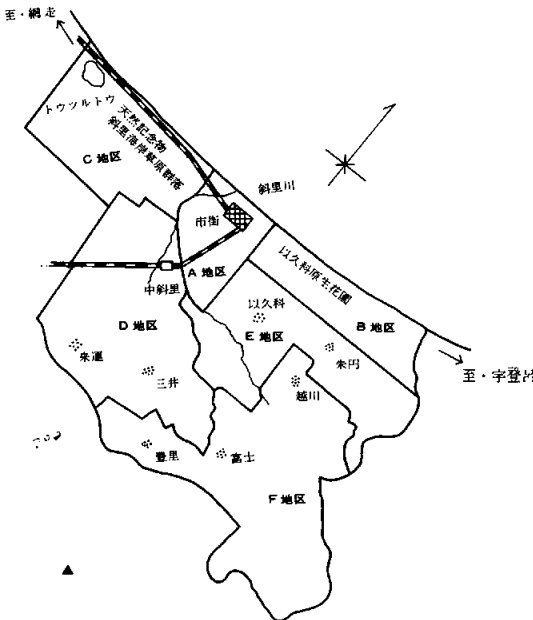 至・網走
トウツルトウ
天然記念物
斜里海岸草原群落
C 地区
斜里川
市街
以久科原生花園
A 地区
中斜里
以久科
E 地区
B 地区
D 地区
朱円
来運
三井
越川
至・宇登呂
豊里
富士
F 地区